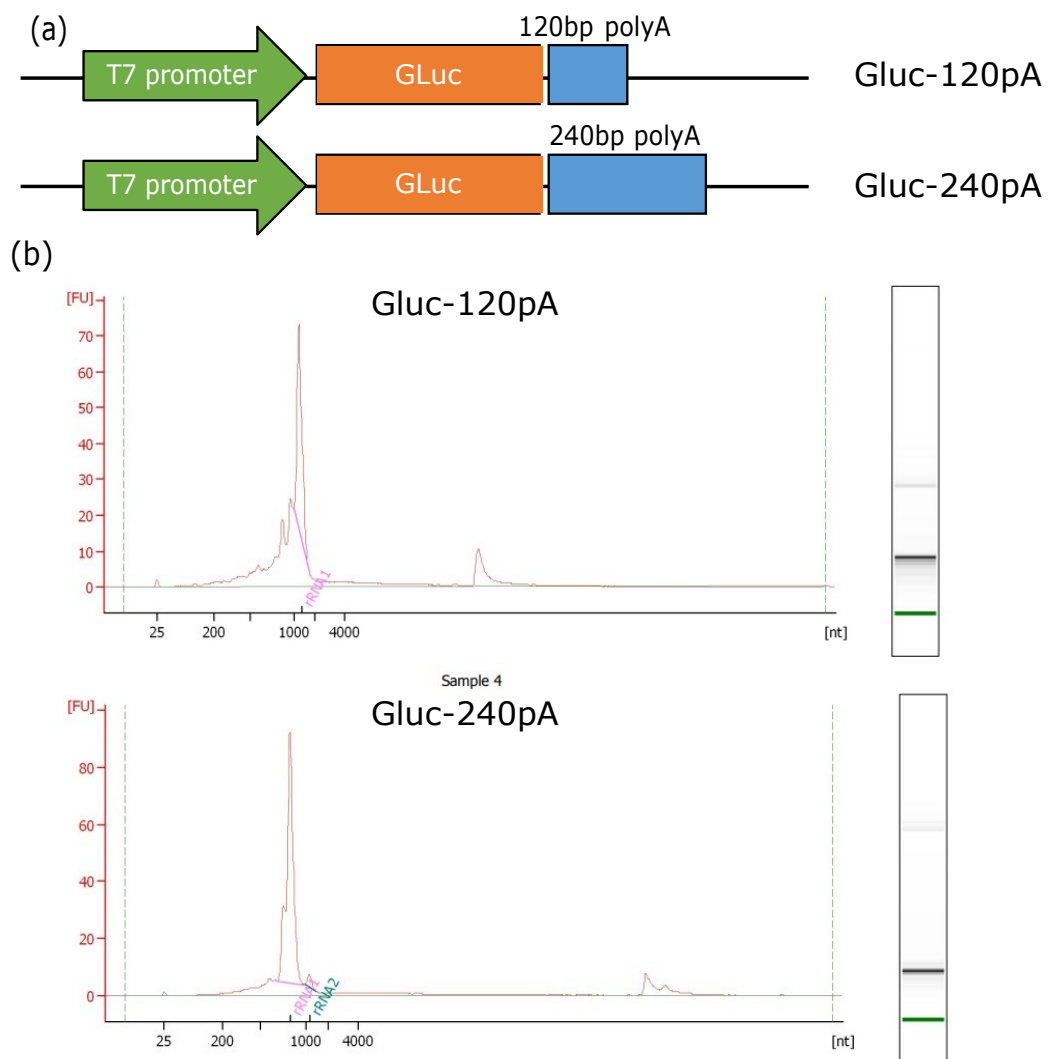 (a)
120bp polyA
T7 promoter GLuc Gluc-120pA
240bp polyA
T7 promoter GLuc Gluc-240pA
(b)
[FU] Gluc-120pA
70
60
50
40
30
20
10
0
rRNA1
25 200 1000 4000 [nt]
Sample 4
[FU] Gluc-240pA
80
60
40
20
0
rRNA1 rRNA2
25 200 1000 4000 [nt]